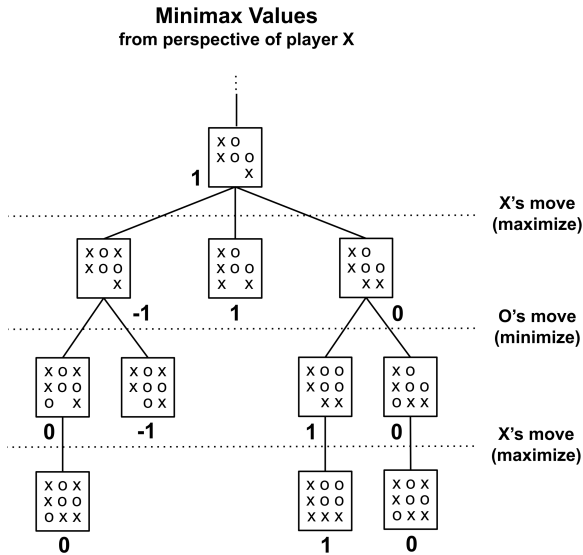 Minimax Values
from perspective of player X
X O
X O O
X
1
X's move
(maximize)
X O X
X O O
X
-1
X O
X O O
X X
1
X O
X O O
X X
0
O's move
(minimize)
X O X
X O O
O X
0
X O X
X O O
O X
-1
X O O
X O O
X X
1
X O
X O O
O X X
0
X's move
(maximize)
X O X
X O O
O X X
0
X O O
X O O
X X X
1
X O X
X O O
O X X
0